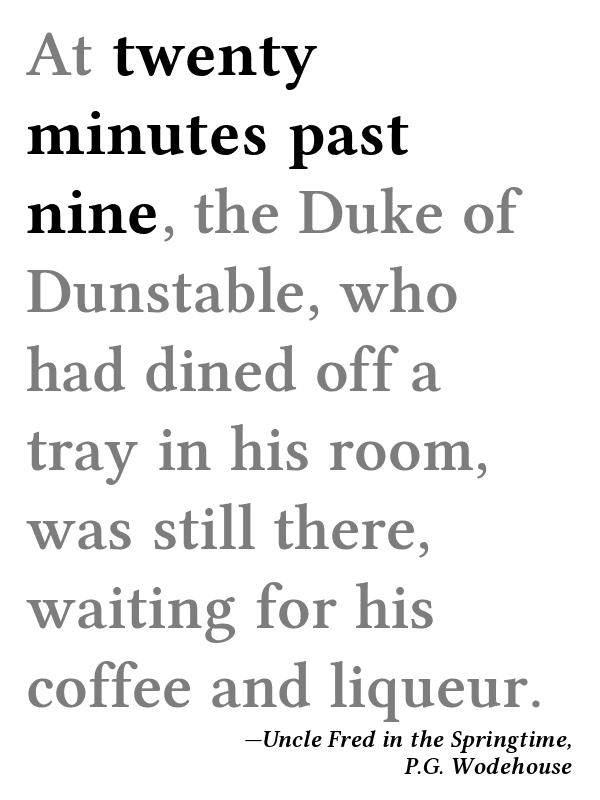 At twenty
minutes past
nine, the Duke of
Dunstable, who
had dined off a
tray in his room,
was still there,
waiting for his
coffee and liqueur.
—Uncle Fred in the Springtime,
P.G. Wodehouse